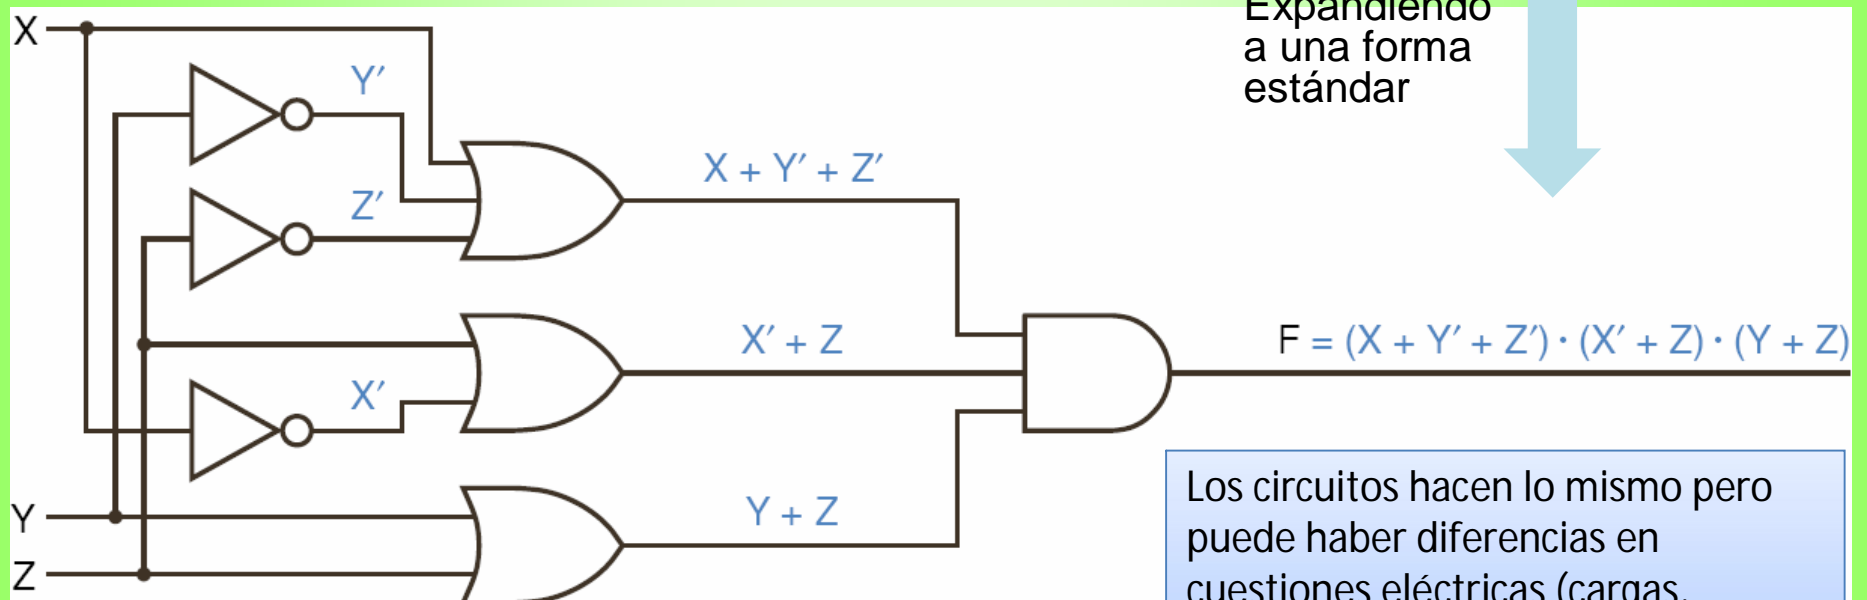 X
Y′
Z′
X + Y′ + Z′
X′ + Z
X′
Y
Z
Y + Z
F = (X + Y′ + Z′) · (X′ + Z) · (Y + Z)
Expandiendo
a una forma
estándar
Los circuitos hacen lo mismo pero
puede haber diferencias en
cuestiones eléctricas (cargas,